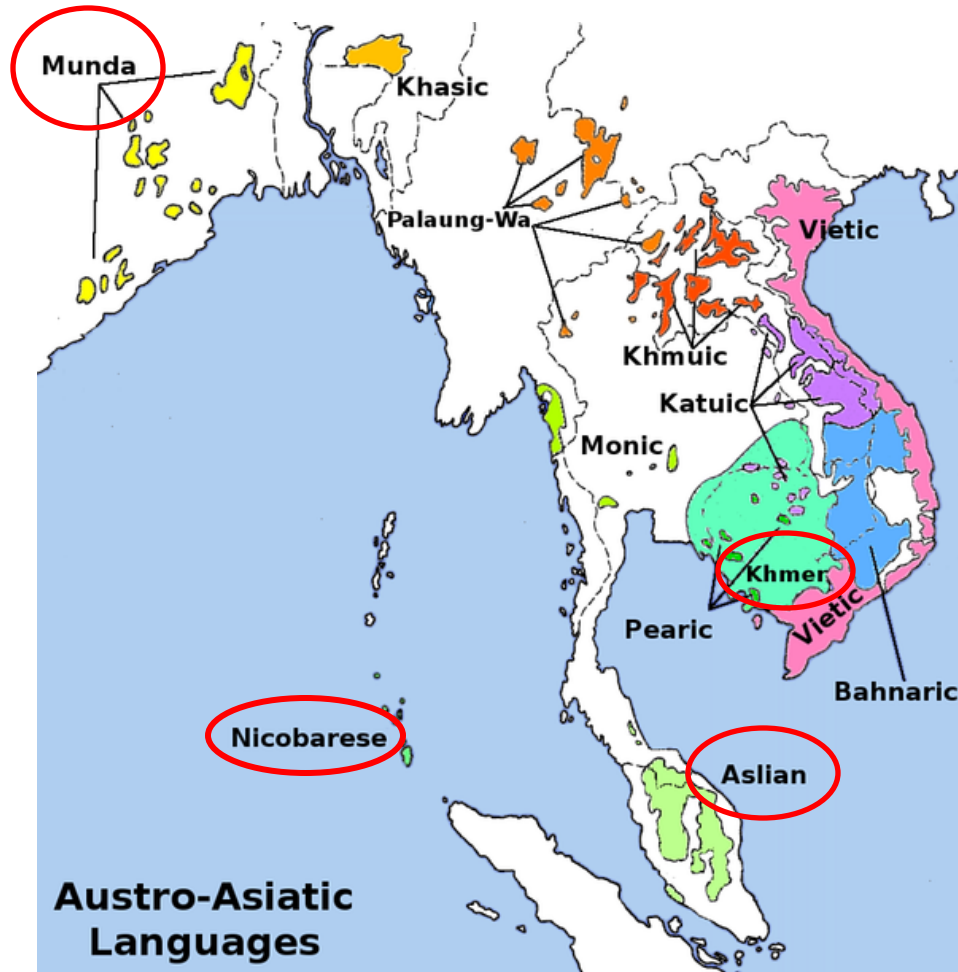 Munda
Khasic
Palaung-Wa
Vietic
Khmuic
Katuic
Monic
Khmer
Pearic
Vietic
Bahnaric
Nicobarese
Aslian
Austro-Asiatic
Languages